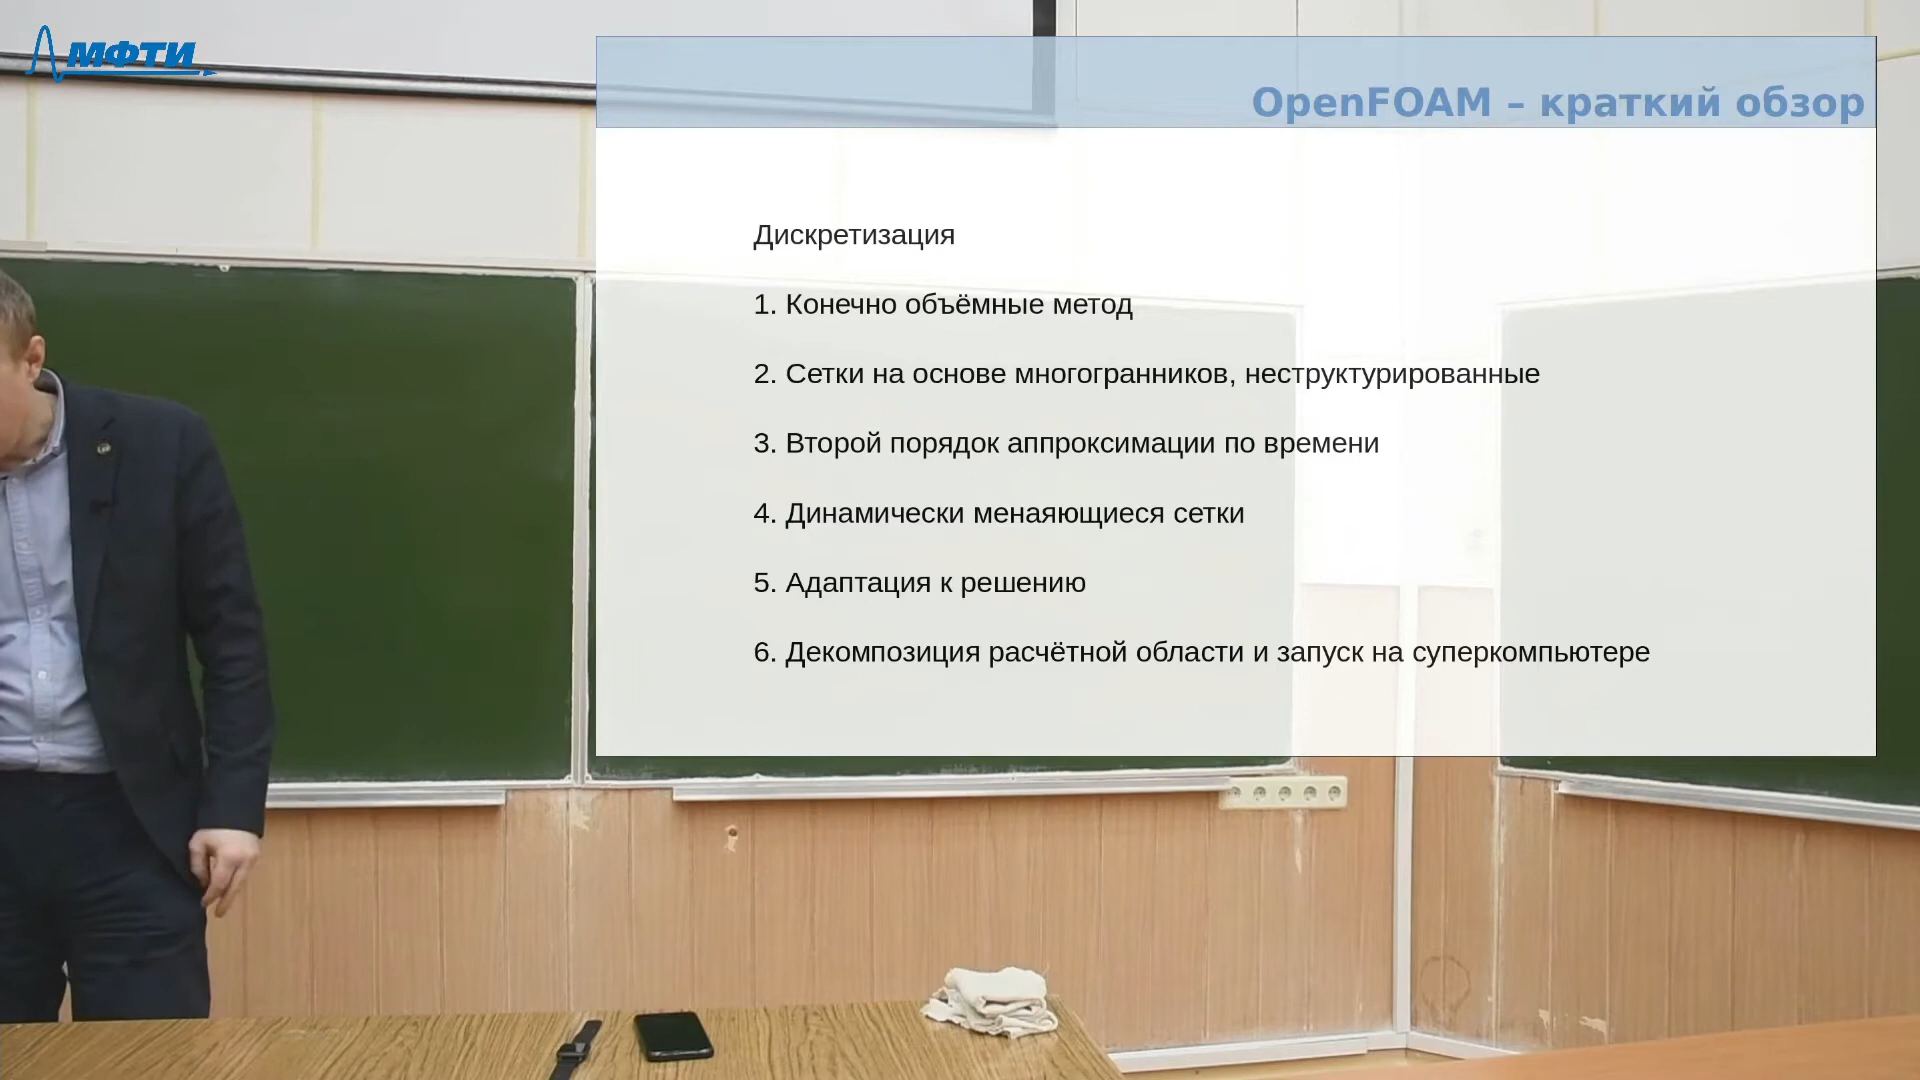 МФТИ
OpenFOAM – краткий обзор
Дискретизация
1. Конечно объёмные метод
2. Сетки на основе многогранников, неструктурированные
3. Второй порядок аппроксимации по времени
4. Динамически менаяющиеся сетки
5. Адаптация к решению
6. Декомпозиция расчётной области и запуск на суперкомпьютере